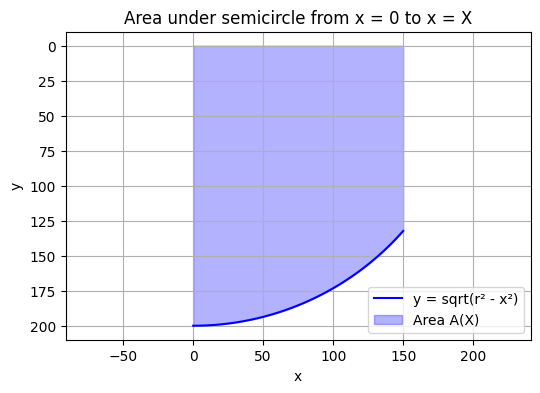 Area under semicircle from x = 0 to x = X
0
25
50
75
100
125
150
175
200
y
y = sqrt(r² - x²)
Area A(X)
−50 0 50 100 150 200
x